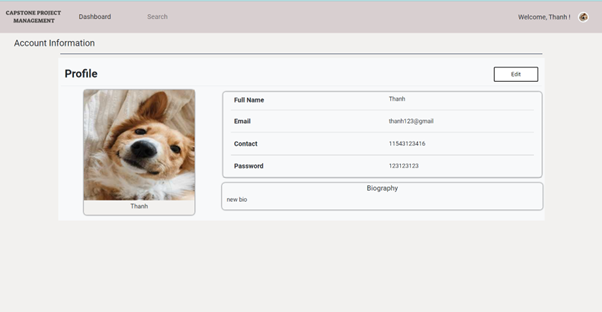 CAPSTONE PROJECT
MANAGEMENT
Dashboard
Search
Welcome, Thanh !
Account Information
Profile
Edit
Full Name Thanh
Email thanh123@gmail
Contact 11543123416
Password 123123123
Thanh
Biography
new bio